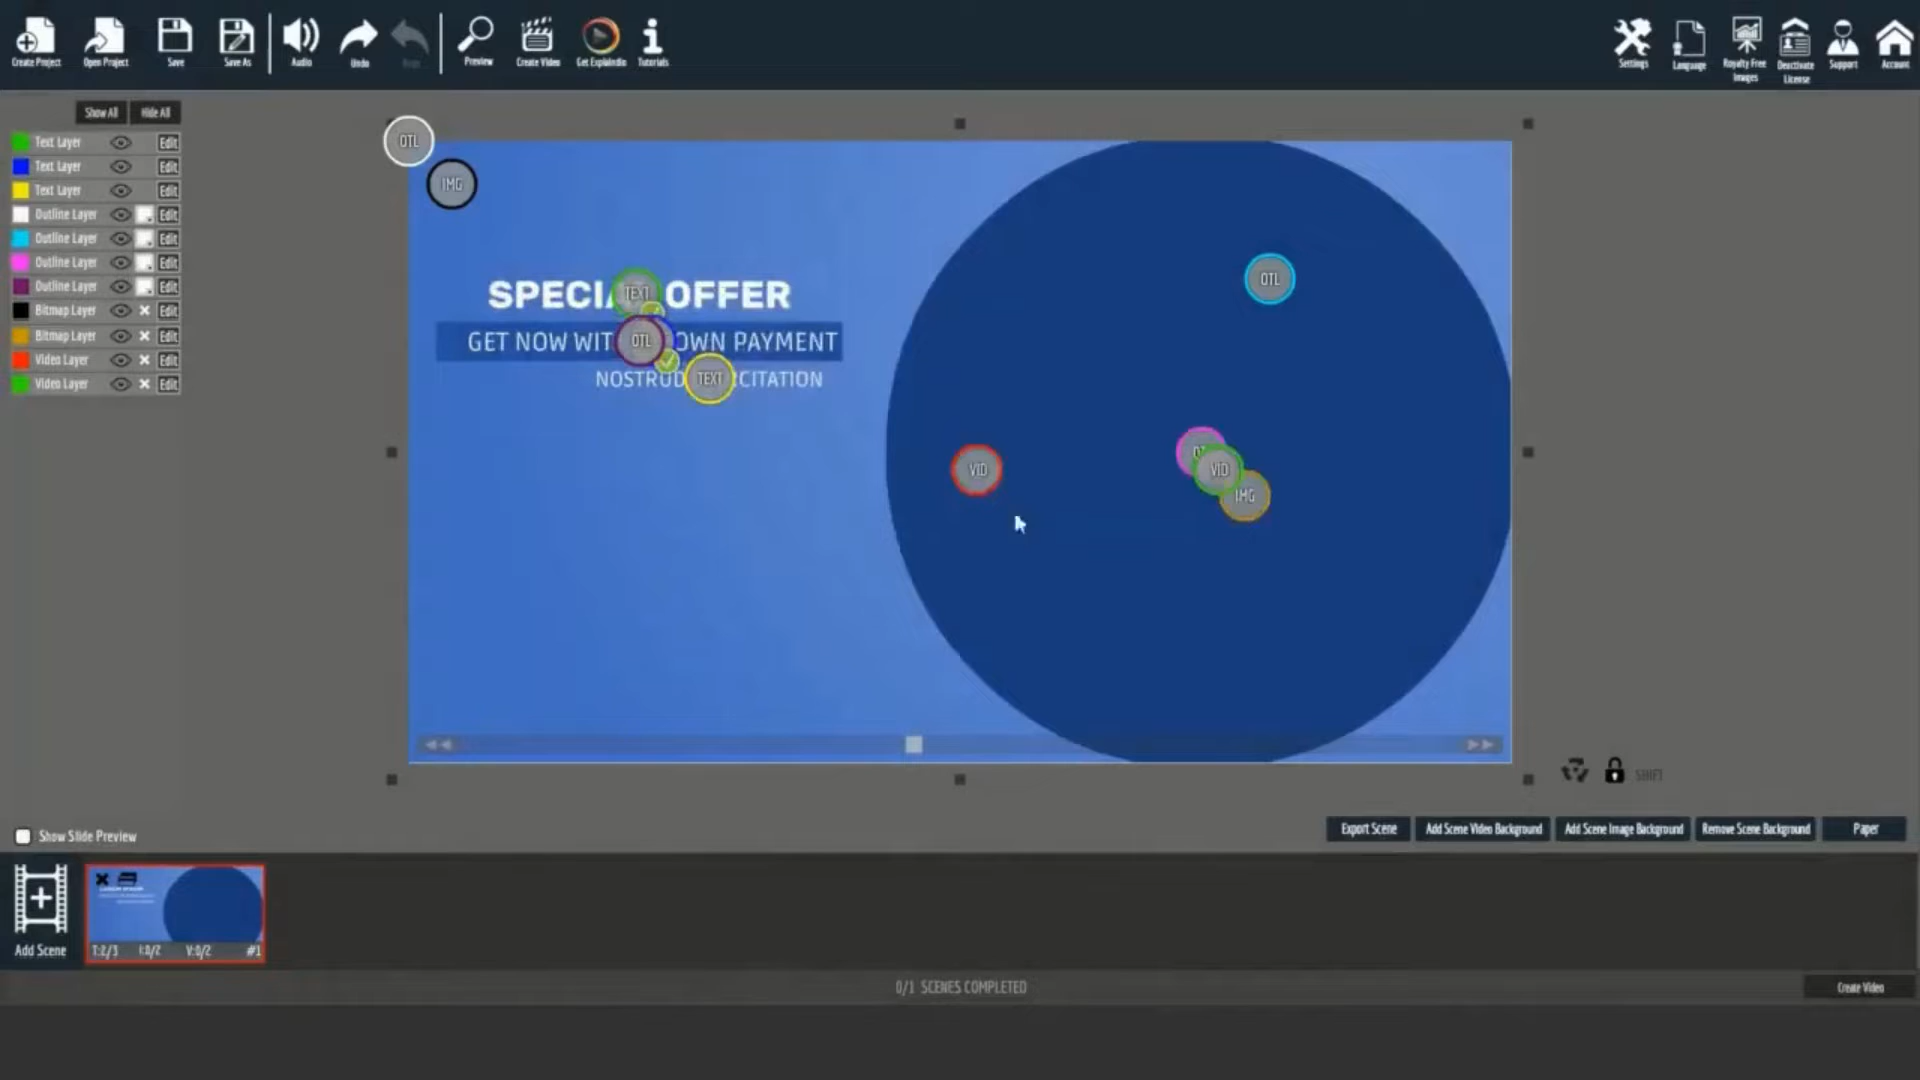 Create Project Open Project Save Save As Audio Undo Preview Create Video Get Explaindio Tutorials Settings Language Royalty Free Images Deactivate License Support Account
Show All Hide All
Text Layer Edit
Text Layer Edit
Text Layer Edit
Outline Layer Edit
Outline Layer Edit
Outline Layer Edit
Outline Layer Edit
Bitmap Layer Edit
Bitmap Layer Edit
Video Layer Edit
Video Layer Edit
OTL
IMG
OTL
SPECIA OFFER
TEXT
GET NOW WIT OWN PAYMENT
OTL
NOSTRUD RCITATION
TEXT
VID
VID
IMG
SHIFT
Export Scene Add Scene Video Background Add Scene Image Background Remove Scene Background Paper
Show Slide Preview
Add Scene
T:2/3 I:0/2 V:0/2 #1
0/1 SCENES COMPLETED
Create Video